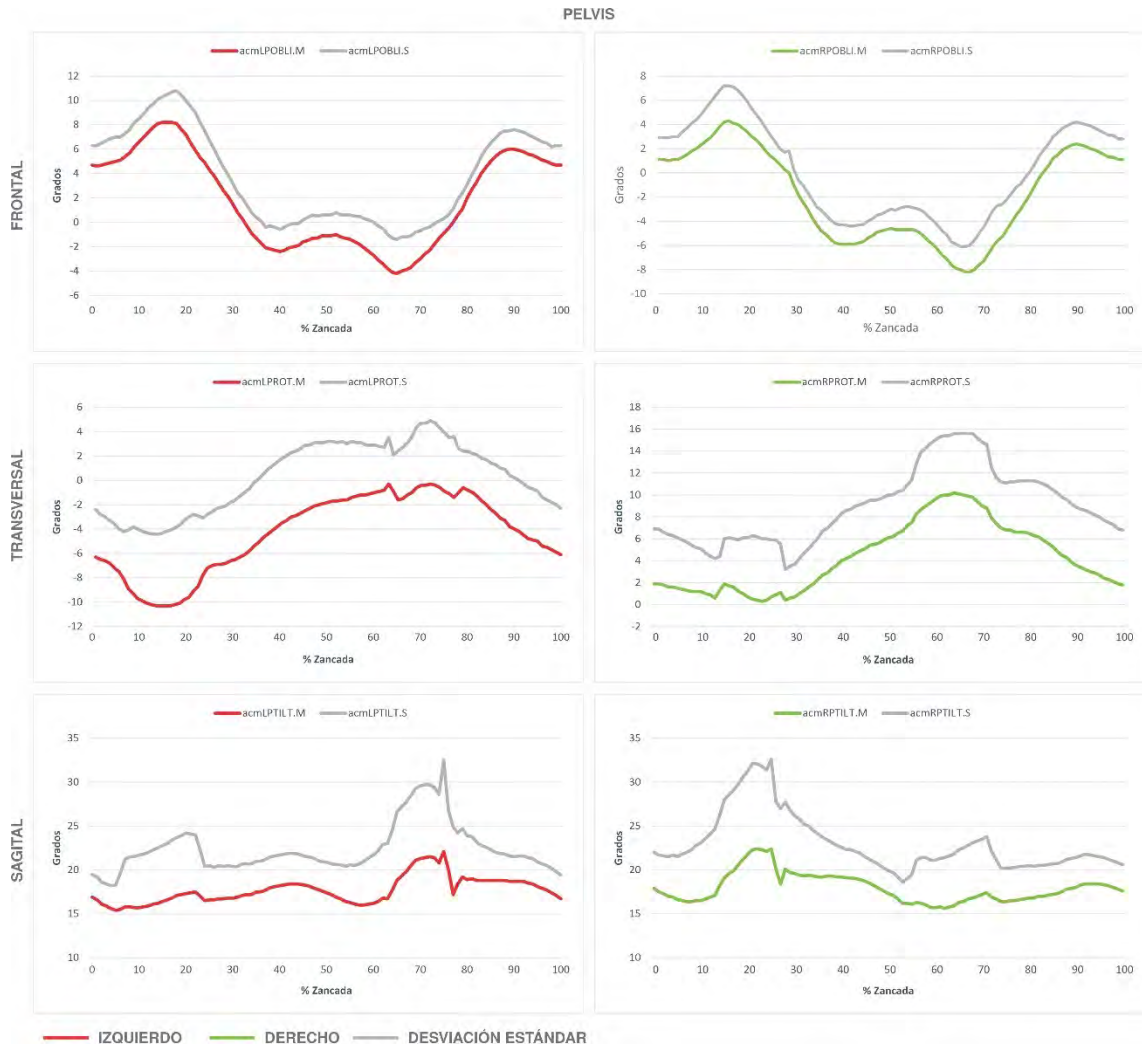 PELVIS
FRONTAL
acmLPOBLI.M acmLPOBLI.S
Grados
12
10
8
6
4
2
0
-2
-4
-6
0 10 20 30 40 50 60 70 80 90 100
% Zancada
acmRPOBLI.M acmRPOBLI.S
Grados
8
6
4
2
0
-2
-4
-6
-8
-10
0 10 20 30 40 50 60 70 80 90 100
% Zancada
TRANSVERSAL
acmLPROT.M acmLPROT.S
Grados
6
4
2
0
-2
-4
-6
-8
-10
-12
0 10 20 30 40 50 60 70 80 90 100
% Zancada
acmRPROT.M acmRPROT.S
Grados
18
16
14
12
10
8
6
4
2
0
-2
0 10 20 30 40 50 60 70 80 90 100
% Zancada
SAGITAL
acmLPTILT.M acmLPTILT.S
Grados
35
30
25
20
15
10
0 10 20 30 40 50 60 70 80 90 100
% Zancada
acmRPTILT.M acmRPTILT.S
Grados
35
30
25
20
15
10
0 10 20 30 40 50 60 70 80 90 100
% Zancada
IZQUIERDO DERECHO DESVIACIÓN ESTÁNDAR